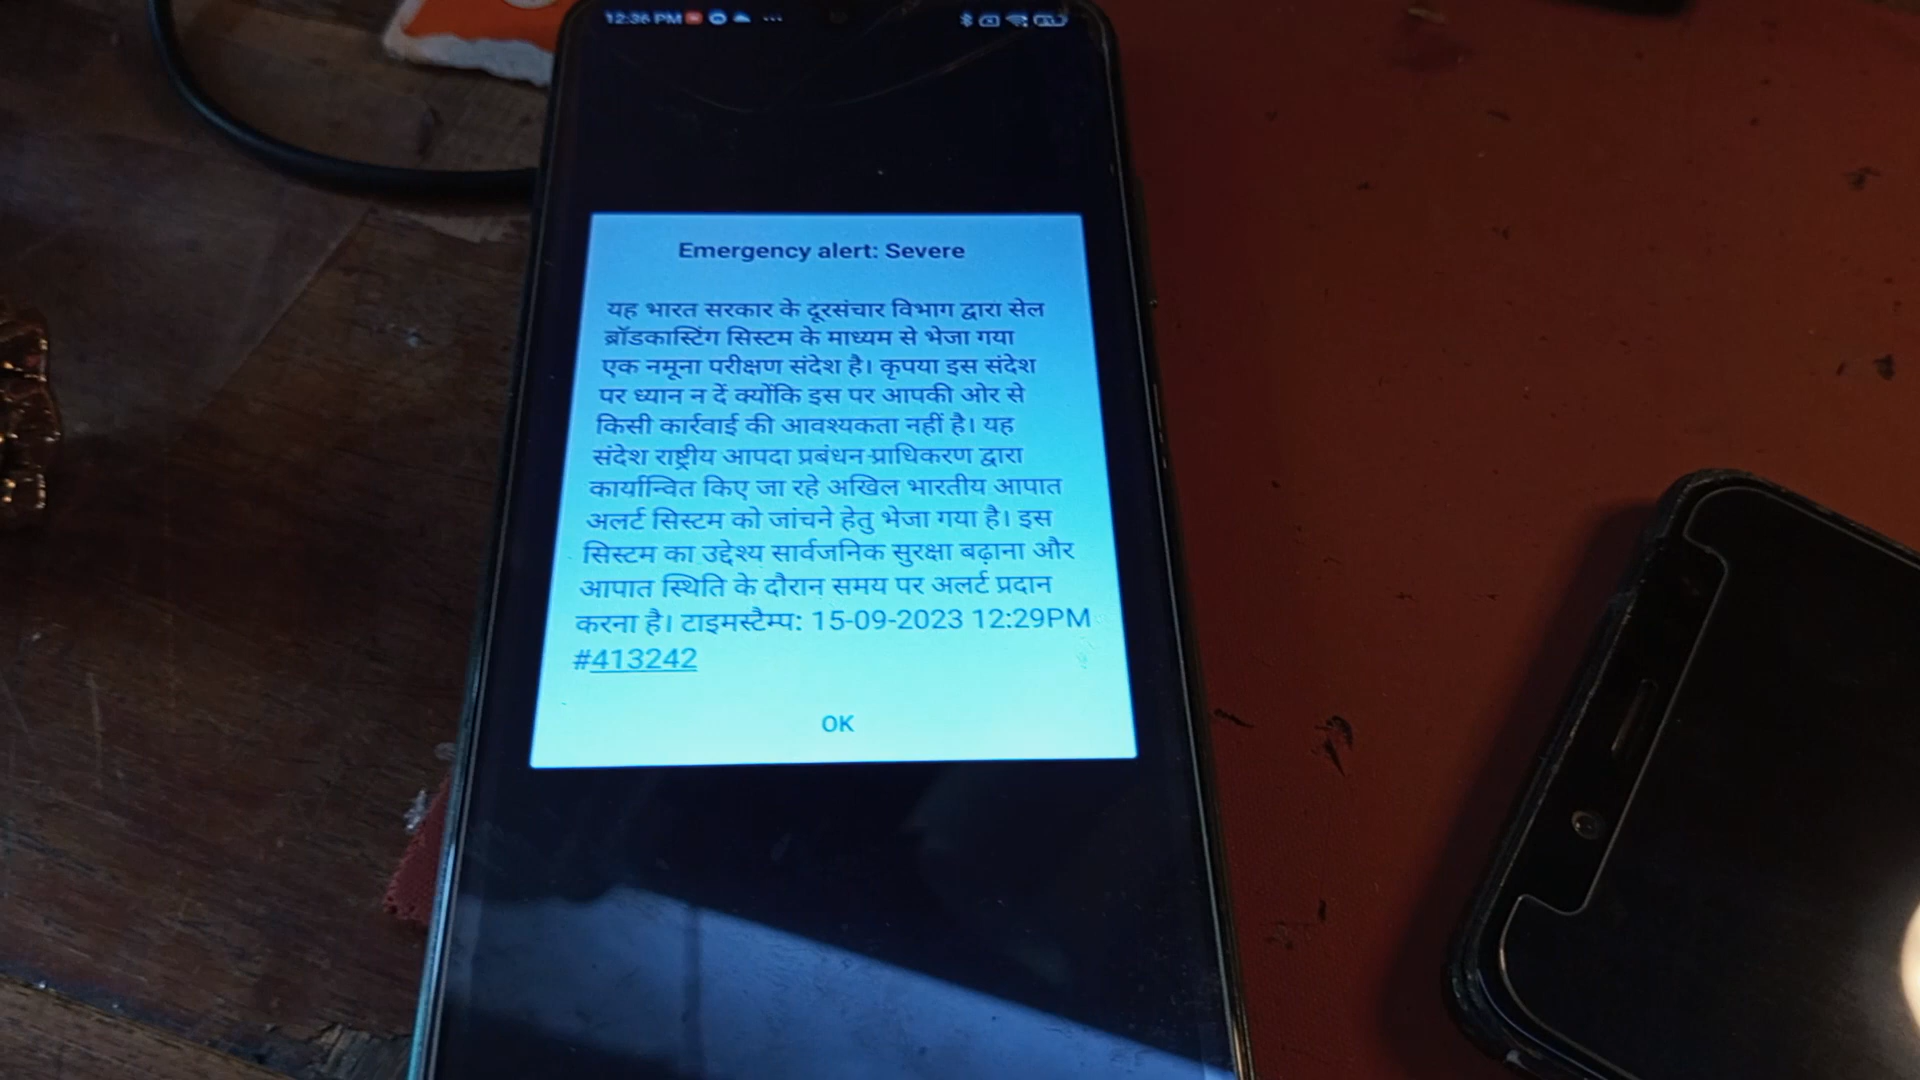 12:36 PM
Emergency alert: Severe
यह भारत सरकार के दूरसंचार विभाग द्वारा सेल
ब्रॉडकास्टिंग सिस्टम के माध्यम से भेजा गया
एक नमूना परीक्षण संदेश है। कृपया इस संदेश
पर ध्यान न दें क्योंकि इस पर आपकी ओर से
किसी कार्रवाई की आवश्यकता नहीं है। यह
संदेश राष्ट्रीय आपदा प्रबंधन प्राधिकरण द्वारा
कार्यान्वित किए जा रहे अखिल भारतीय आपात
अलर्ट सिस्टम को जांचने हेतु भेजा गया है। इस
सिस्टम का उद्देश्य सार्वजनिक सुरक्षा बढ़ाना और
आपात स्थिति के दौरान समय पर अलर्ट प्रदान
करना है। टाइमस्टैम्प: 15-09-2023 12:29PM
#413242
OK